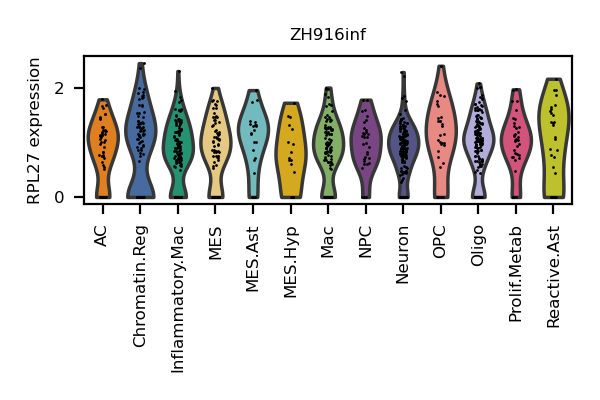 ZH916inf
RPL27 expression
2
0
AC
Chromatin.Reg
Inflammatory.Mac
MES
MES.Ast
MES.Hyp
Mac
NPC
Neuron
OPC
Oligo
Prolif.Metab
Reactive.Ast